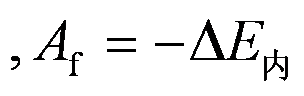 , A_f = −ΔE_内